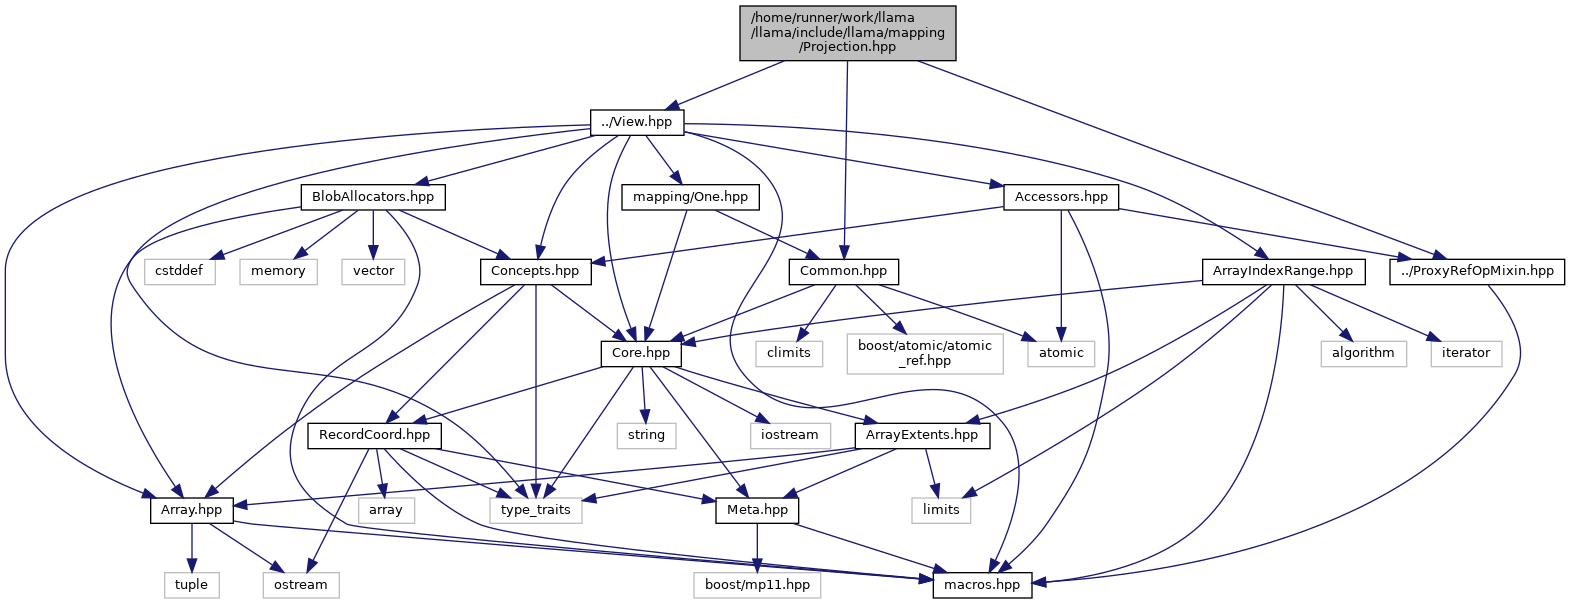 /home/runner/work/llama
/llama/include/llama/mapping
/Projection.hpp
../View.hpp
BlobAllocators.hpp
mapping/One.hpp
Accessors.hpp
cstddef
memory
vector
Concepts.hpp
Common.hpp
ArrayIndexRange.hpp
../ProxyRefOpMixin.hpp
Core.hpp
climits
boost/atomic/atomic
_ref.hpp
atomic
algorithm
iterator
RecordCoord.hpp
string
iostream
ArrayExtents.hpp
Array.hpp
array
type_traits
Meta.hpp
limits
tuple
ostream
boost/mp11.hpp
macros.hpp